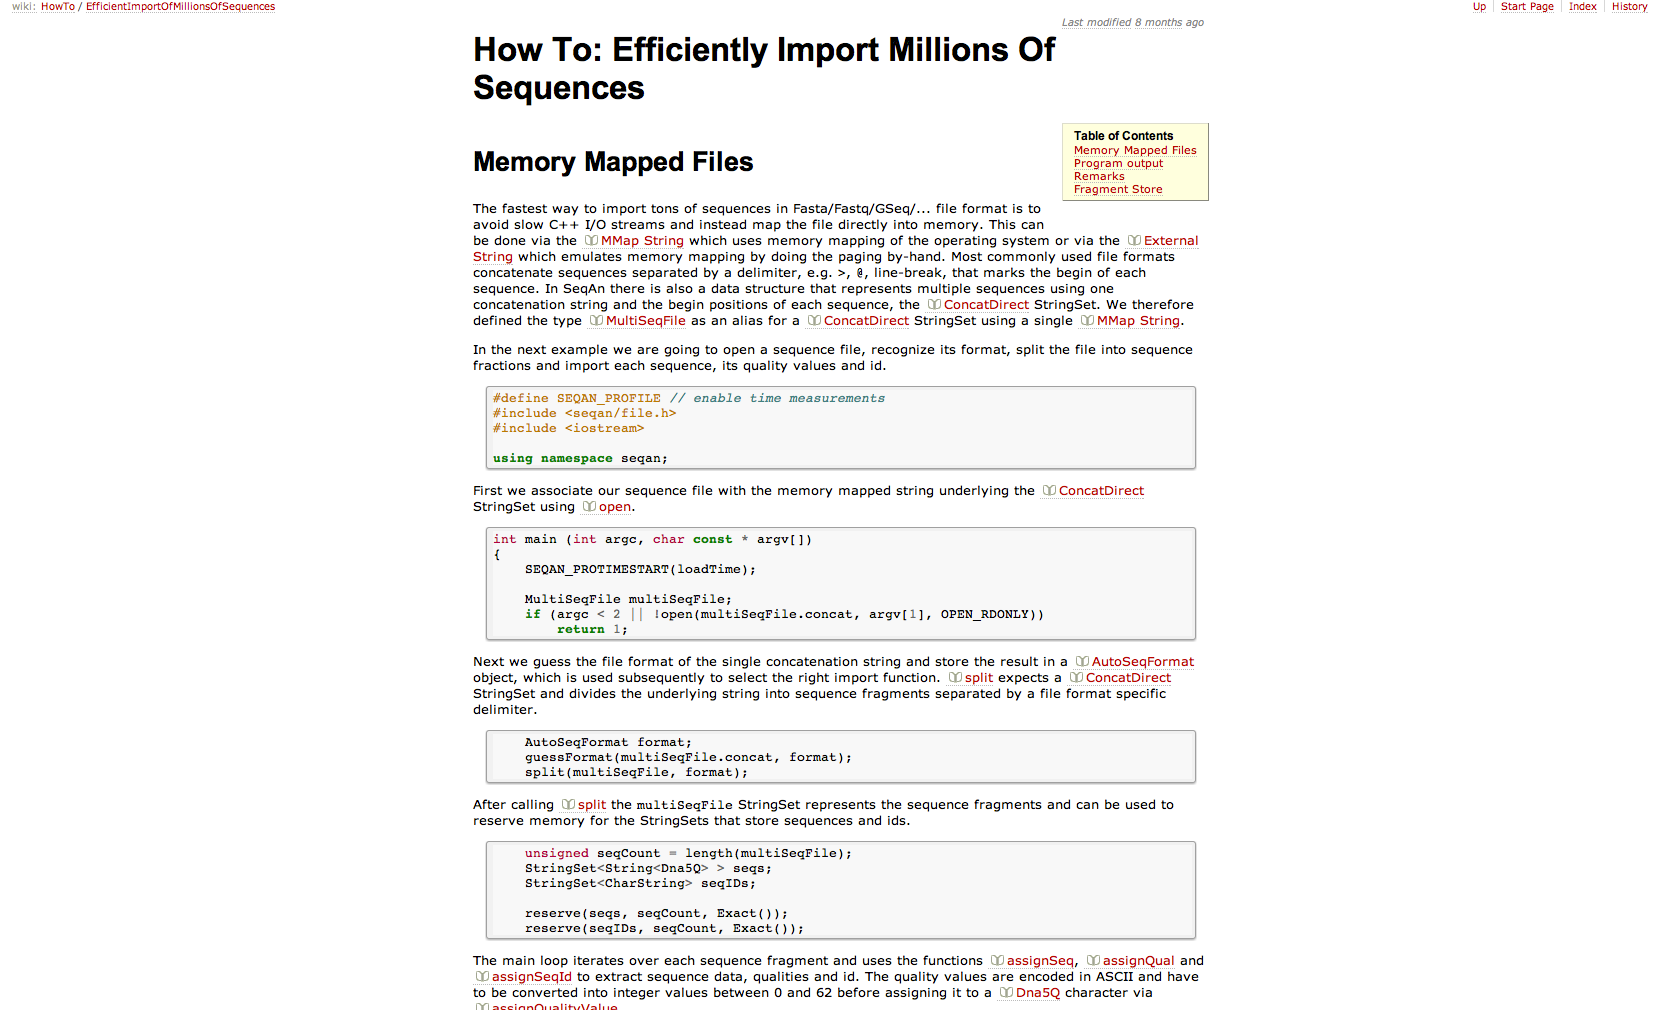 wiki: HowTo / EfficientImportOfMillionsOfSequences
Up Start Page Index History
Last modified 8 months ago
How To: Efficiently Import Millions Of
Sequences
Table of Contents
Memory Mapped Files
Program output
Remarks
Fragment Store
Memory Mapped Files
The fastest way to import tons of sequences in Fasta/Fastq/GSeq/... file format is to
avoid slow C++ I/O streams and instead map the file directly into memory. This can
be done via the MMap String which uses memory mapping of the operating system or via the External
String which emulates memory mapping by doing the paging by-hand. Most commonly used file formats
concatenate sequences separated by a delimiter, e.g. >, @, line-break, that marks the begin of each
sequence. In SeqAn there is also a data structure that represents multiple sequences using one
concatenation string and the begin positions of each sequence, the ConcatDirect StringSet. We therefore
defined the type MultiSeqFile as an alias for a ConcatDirect StringSet using a single MMap String.
In the next example we are going to open a sequence file, recognize its format, split the file into sequence
fractions and import each sequence, its quality values and id.
#define SEQAN_PROFILE // enable time measurements
#include <seqan/file.h>
#include <iostream>
using namespace seqan;
First we associate our sequence file with the memory mapped string underlying the ConcatDirect
StringSet using open.
int main (int argc, char const * argv[])
{
SEQAN_PROTIMESTART(loadTime);
MultiSeqFile multiSeqFile;
if (argc < 2 || !open(multiSeqFile.concat, argv[1], OPEN_RDONLY))
return 1;
Next we guess the file format of the single concatenation string and store the result in a AutoSeqFormat
object, which is used subsequently to select the right import function. split expects a ConcatDirect
StringSet and divides the underlying string into sequence fragments separated by a file format specific
delimiter.
AutoSeqFormat format;
guessFormat(multiSeqFile.concat, format);
split(multiSeqFile, format);
After calling split the multiSeqFile StringSet represents the sequence fragments and can be used to
reserve memory for the StringSets that store sequences and ids.
unsigned seqCount = length(multiSeqFile);
StringSet<String<Dna5Q> > seqs;
StringSet<CharString> seqIDs;
reserve(seqs, seqCount, Exact());
reserve(seqIDs, seqCount, Exact());
The main loop iterates over each sequence fragment and uses the functions assignSeq, assignQual and
assignSeqId to extract sequence data, qualities and id. The quality values are encoded in ASCII and have
to be converted into integer values between 0 and 62 before assigning it to a Dna5Q character via
assignQualityValue.